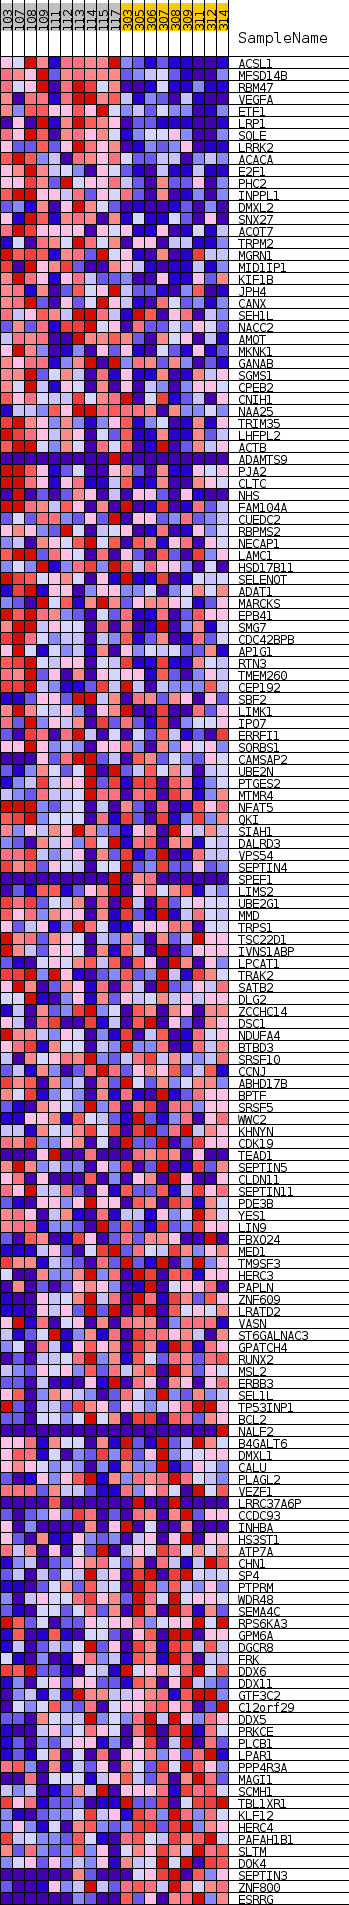 103 107 108 109 111 112 113 114 115 117 303 305 306 307 308 309 311 312 314
SampleName
ACSL1
MFSD14B
RBM47
VEGFA
ETF1
LRP1
SQLE
LRRK2
ACACA
E2F1
PHC2
INPPL1
DMXL2
SNX27
ACOT7
TRPM2
MGRN1
MID1IP1
KIF1B
JPH4
CANX
SEH1L
NACC2
AMOT
MKNK1
GANAB
SGMS1
CPEB2
CNIH1
NAA25
TRIM35
LHFPL2
ACTB
ADAMTS9
PJA2
CLTC
NHS
FAM104A
CUEDC2
RBPMS2
NECAP1
LAMC1
HSD17B11
SELENOT
ADAT1
MARCKS
EPB41
SMG7
CDC42BPB
AP1G1
RTN3
TMEM260
CEP192
SBF2
LIMK1
IPO7
ERRFI1
SORBS1
CAMSAP2
UBE2N
PTGES2
MTMR4
NFAT5
QKI
SIAH1
DALRD3
VPS54
SEPTIN4
SPEF1
LIMS2
UBE2G1
MMD
TRPS1
TSC22D1
IVNS1ABP
LPCAT1
TRAK2
SATB2
DLG2
ZCCHC14
DSC1
NDUFA4
BTBD3
SRSF10
CCNJ
ABHD17B
BPTF
SRSF5
WWC2
KHNYN
CDK19
TEAD1
SEPTIN5
CLDN11
SEPTIN11
PDE3B
YES1
LIN9
FBXO24
MED1
TM9SF3
HERC3
PAPLN
ZNF609
LRATD2
VASN
ST6GALNAC3
GPATCH4
RUNX2
MSL2
ERBB3
SEL1L
TP53INP1
BCL2
NALF2
B4GALT6
DMXL1
CALU
PLAGL2
VEZF1
LRRC37A6P
CCDC93
INHBA
HS3ST1
ATP7A
CHN1
SP4
PTPRM
WDR48
SEMA4C
RPS6KA3
GPM6A
DGCR8
FRK
DDX6
DDX11
GTF3C2
C12orf29
DDX5
PRKCE
PLCB1
LPAR1
PPP4R3A
MAGI1
SCMH1
TBL1XR1
KLF12
HERC4
PAFAH1B1
SLTM
DOK4
SEPTIN3
ZNF800
ESRRG